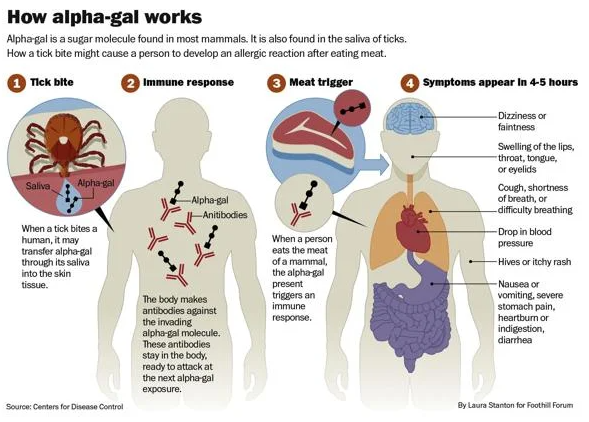 How alpha-gal works
Alpha-gal is a sugar molecule found in most mammals. It is also found in the saliva of ticks.
How a tick bite might cause a person to develop an allergic reaction after eating meat.
1 Tick bite
Saliva
Alpha-gal
When a tick bites a
human, it may
transfer alpha-gal
through its saliva
into the skin
tissue.
2 Immune response
Alpha-gal
Anitibodies
The body makes
antibodies against
the invading
alpha-gal molecule.
These antibodies
stay in the body,
ready to attack at
the next alpha-gal
exposure.
3 Meat trigger
When a person
eats the meat
of a mammal,
the alpha-gal
present
triggers an
immune
response.
4 Symptoms appear in 4-5 hours
Dizziness or
faintness
Swelling of the lips,
throat, tongue,
or eyelids
Cough, shortness
of breath, or
difficulty breathing
Drop in blood
pressure
Hives or itchy rash
Nausea or
vomiting, severe
stomach pain,
heartburn or
indigestion,
diarrhea
Source: Centers for Disease Control
By Laura Stanton for Foothill Forum